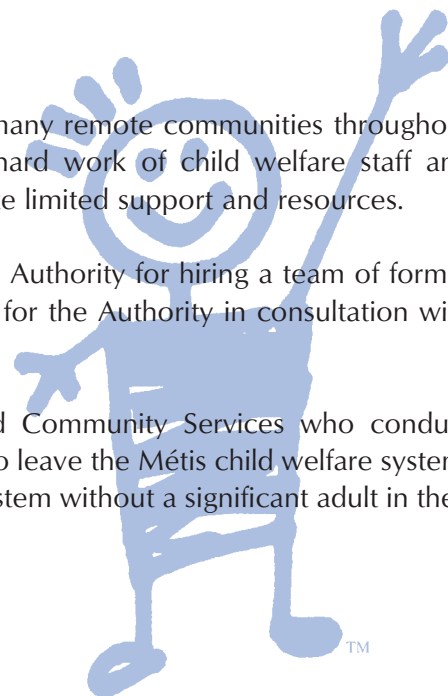 many remote communities througho
hard work of child welfare staff an
limited support and resources.
Authority for hiring a team of form
for the Authority in consultation wi
Community Services who condu
o leave the Métis child welfare system
stem without a significant adult in the
TM